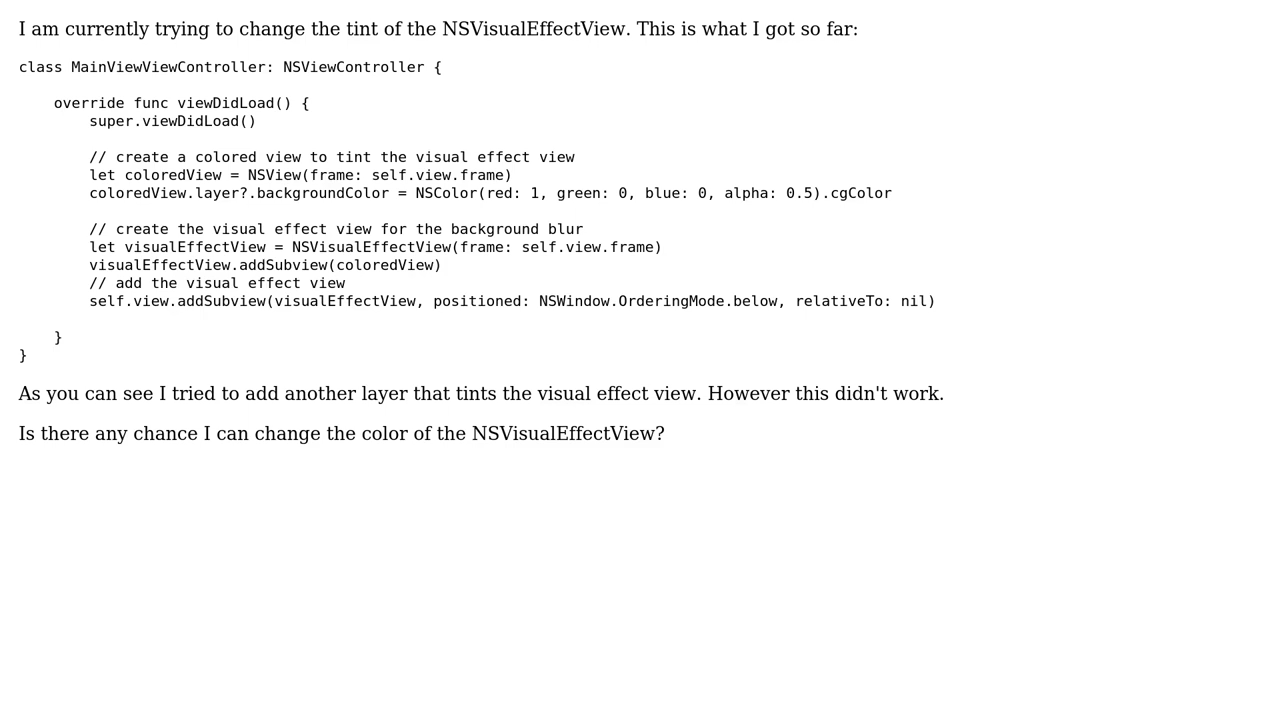 I am currently trying to change the tint of the NSVisualEffectView. This is what I got so far:
class MainViewViewController: NSViewController {
    override func viewDidLoad() {
        super.viewDidLoad()
        // create a colored view to tint the visual effect view
        let coloredView = NSView(frame: self.view.frame)
        coloredView.layer?.backgroundColor = NSColor(red: 1, green: 0, blue: 0, alpha: 0.5).cgColor
        // create the visual effect view for the background blur
        let visualEffectView = NSVisualEffectView(frame: self.view.frame)
        visualEffectView.addSubview(coloredView)
        // add the visual effect view
        self.view.addSubview(visualEffectView, positioned: NSWindow.OrderingMode.below, relativeTo: nil)
    }
}
As you can see I tried to add another layer that tints the visual effect view. However this didn't work.
Is there any chance I can change the color of the NSVisualEffectView?